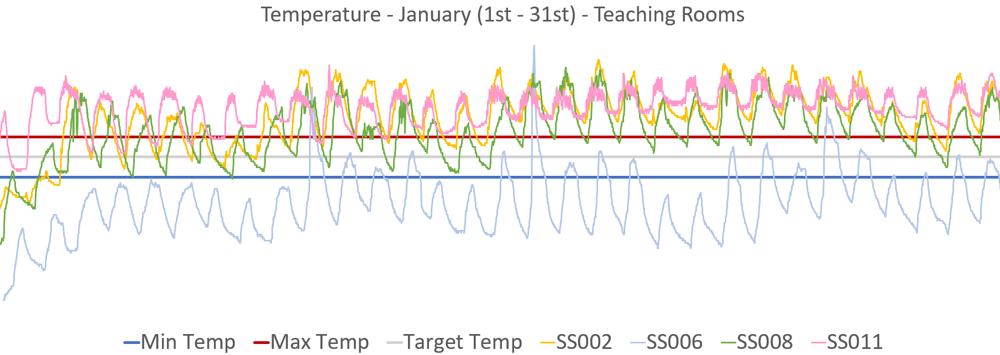 Temperature - January (1st - 31st) - Teaching Rooms
Min Temp Max Temp Target Temp SS002 SS006 SS008 SS011